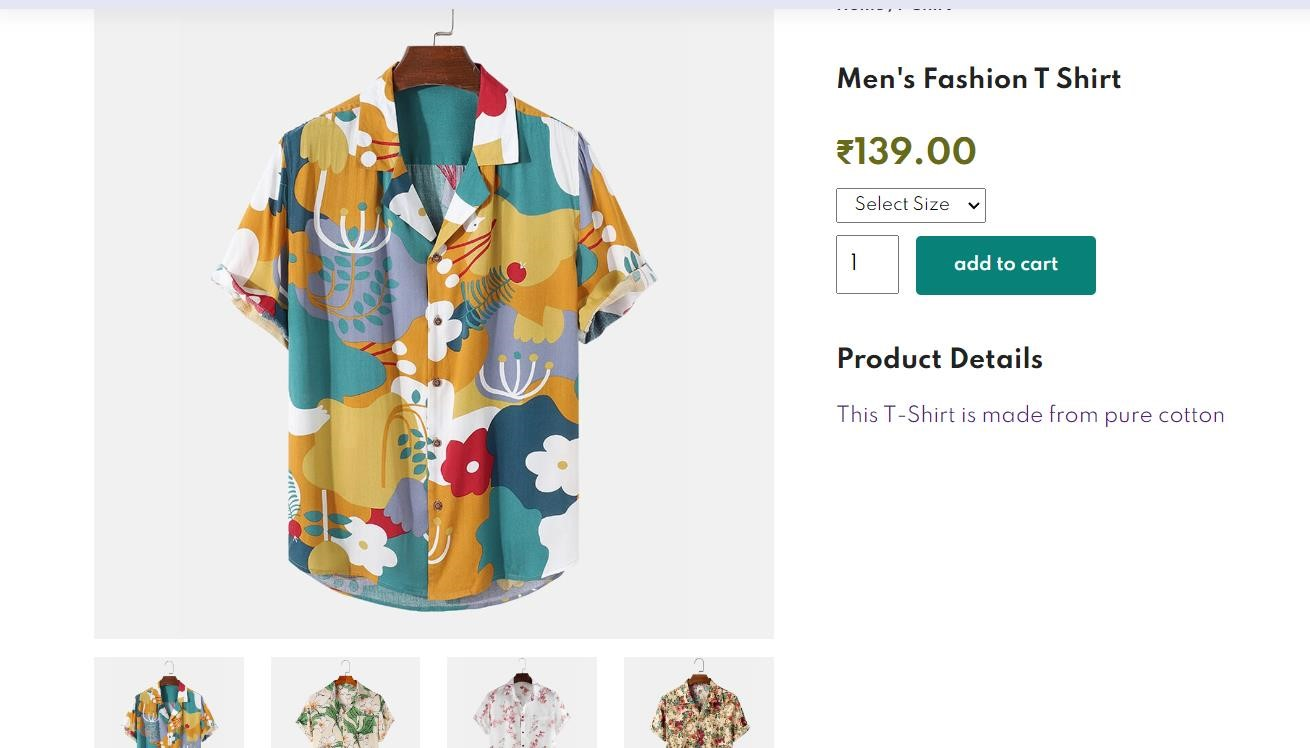 Men's Fashion T Shirt
₹139.00
Select Size
1
add to cart
Product Details
This T-Shirt is made from pure cotton